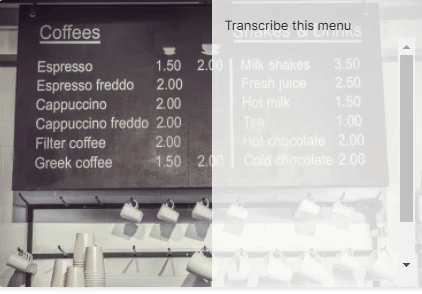 Transcribe this menu
Coffees
Espresso 1.50 2.00
Espresso freddo 2.00
Cappuccino 2.00
Cappuccino freddo 2.00
Filter coffee 2.00
Greek coffee 1.50 2.00
Shakes & Drinks
Milk shakes 3.50
Fresh juice 2.50
Hot milk 1.50
Tea 1.00
Hot chocolate 2.00
Cold chocolate 2.00